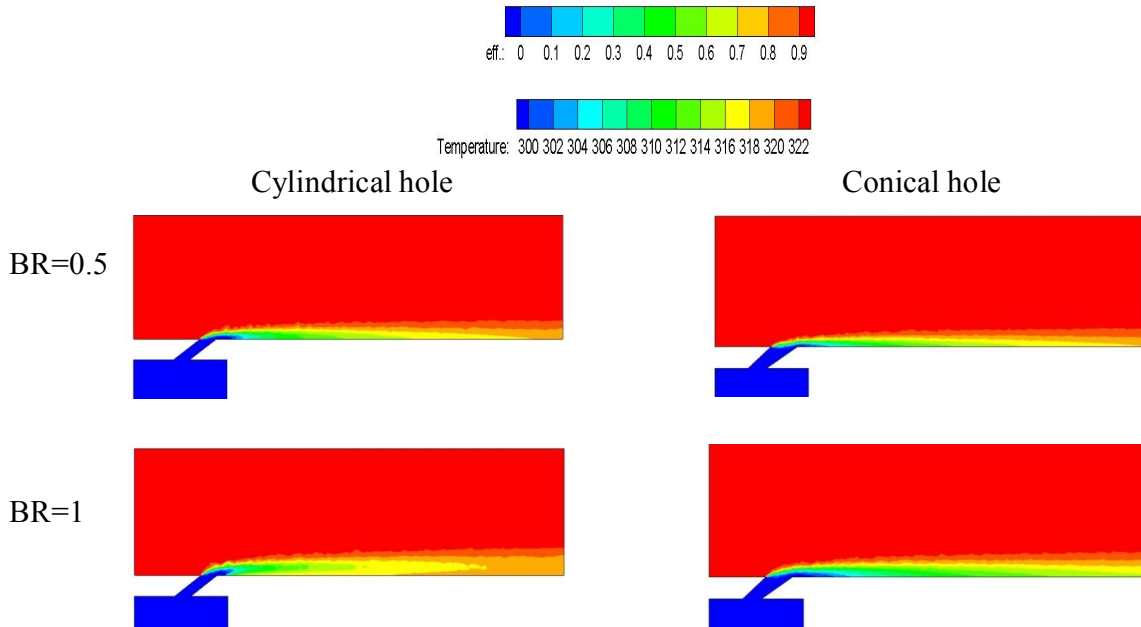 eff.: 0 0.1 0.2 0.3 0.4 0.5 0.6 0.7 0.8 0.9
Temperature: 300 302 304 306 308 310 312 314 316 318 320 322
Cylindrical hole Conical hole
BR=0.5
BR=1